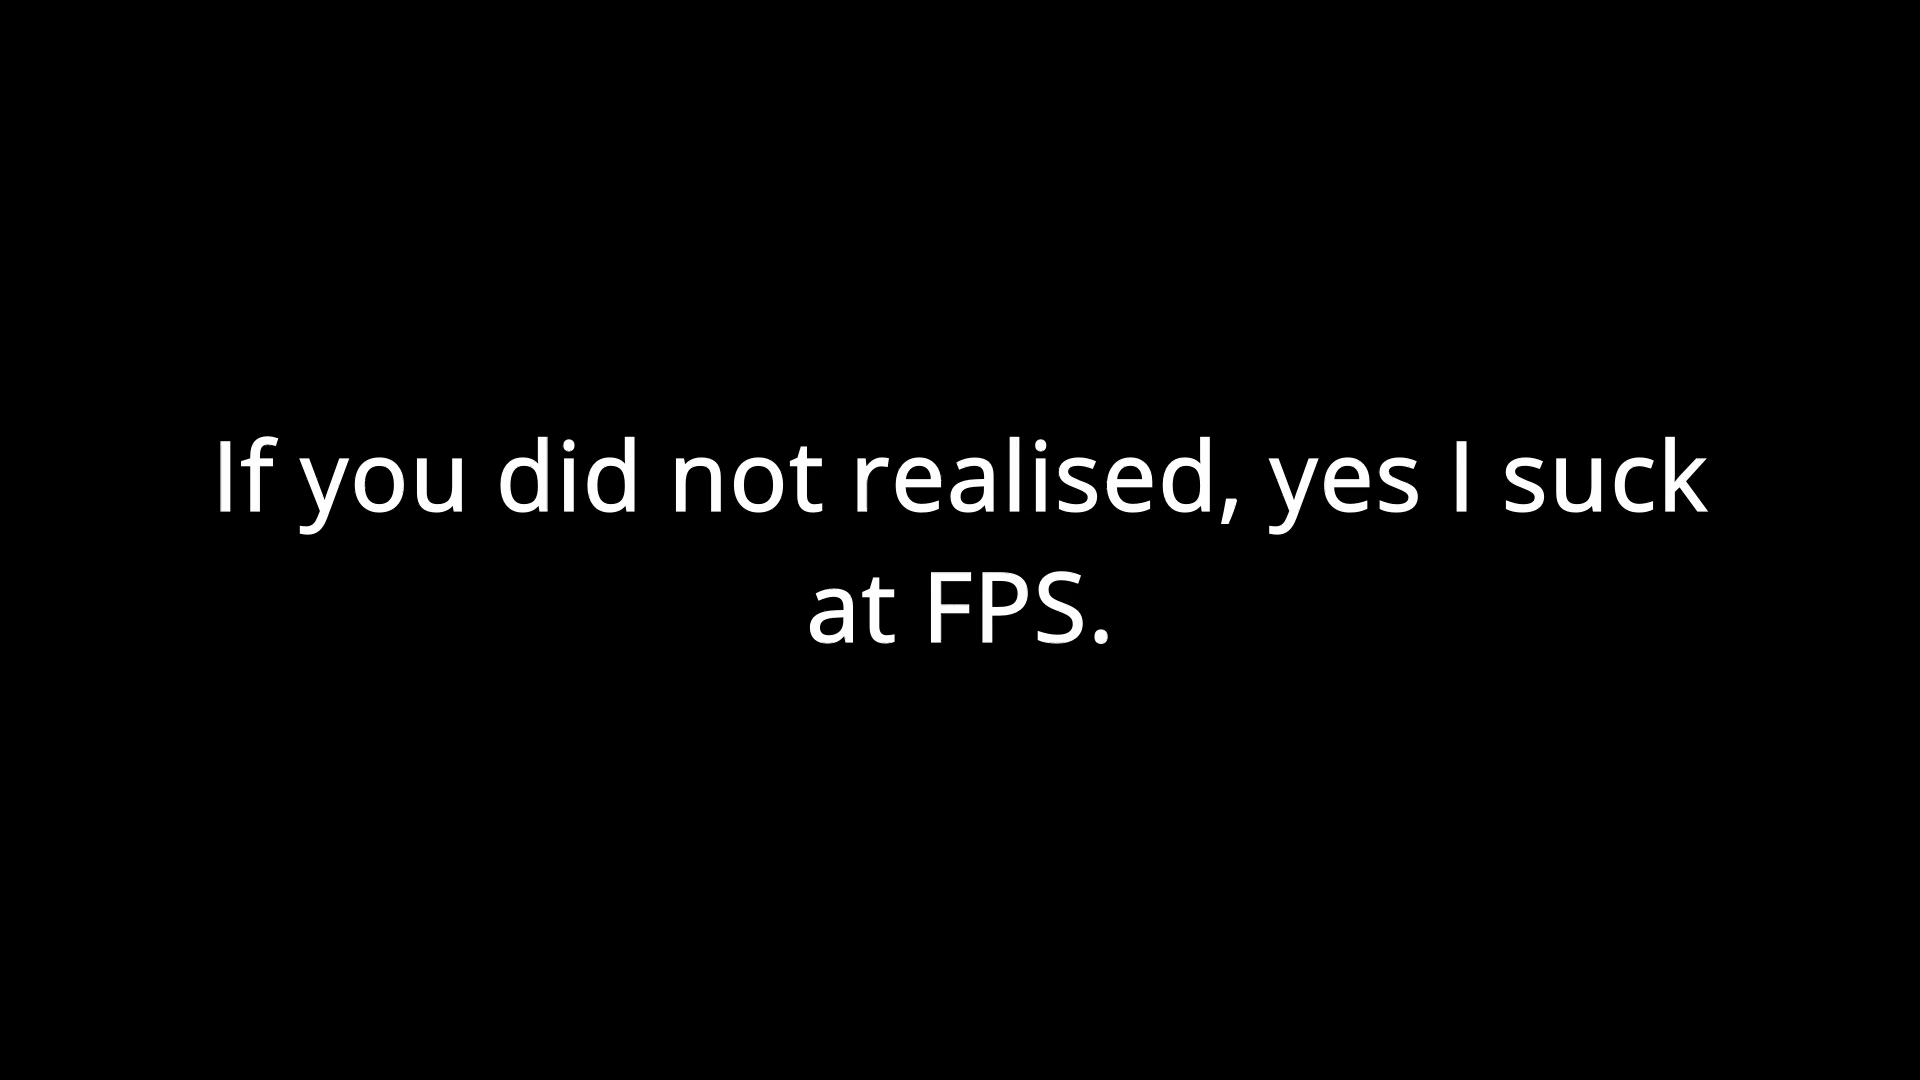 If you did not realised, yes I suck
at FPS.